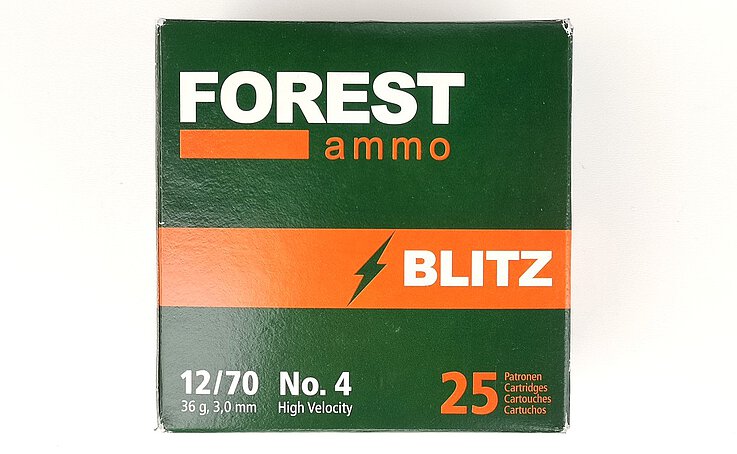 FOREST
ammo
BLITZ
12/70 No. 4
36 g, 3,0 mm High Velocity
25
Patronen
Cartridges
Cartouches
Cartuchos